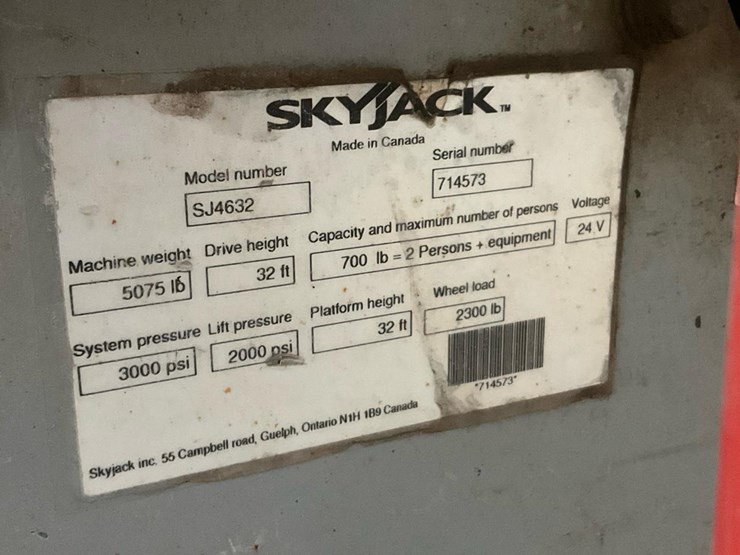 SKYJACK™
Made in Canada
Model number
SJ4632
Serial number
714573
Machine weight
5075 lb
Drive height
32 ft
Capacity and maximum number of persons
700 lb = 2 Persons + equipment
Voltage
24 V
System pressure
3000 psi
Lift pressure
2000 psi
Platform height
32 ft
Wheel load
2300 lb
*714573*
Skyjack inc. 55 Campbell road, Guelph, Ontario N1H 1B9 Canada